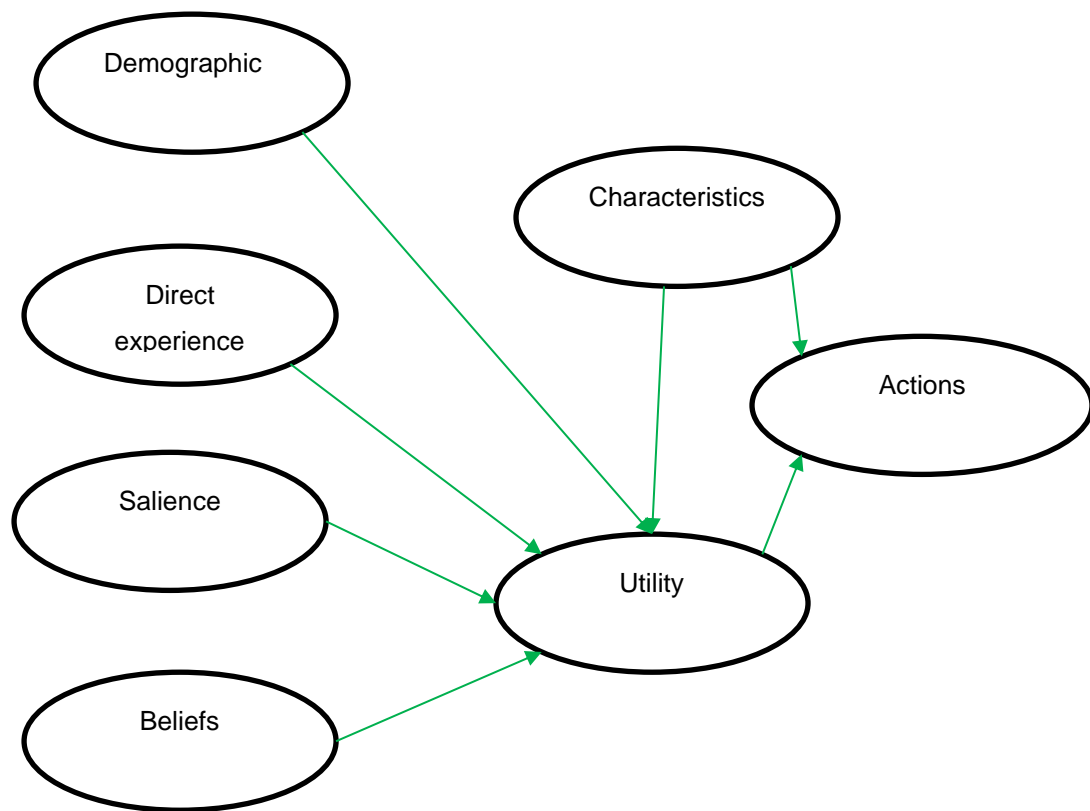 Demographic
Characteristics
Direct
experience
Actions
Salience
Utility
Beliefs